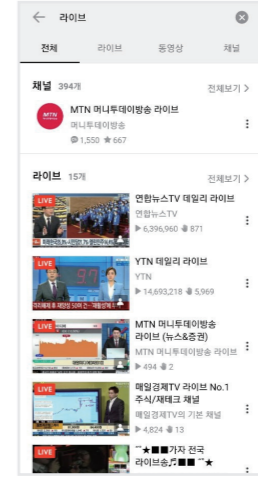 라이브
전체 라이브 동영상 채널
채널 394개 전체보기 >
MTN 머니투데이방송 라이브
MTN
머니투데이방송
1,550 ★ 667
라이브 15개 전체보기 >
LIVE
연합뉴스TV 데일리 라이브
연합뉴스TV
▶ 6,396,960 871
LIVE
YTN 데일리 라이브
YTN
▶ 14,693,218 5,969
LIVE
MTN 머니투데이방송
라이브 (뉴스&증권)
MTN 머니투데이방송 라이브
▶ 494 2
LIVE
매일경제TV 라이브 No.1
주식/재테크 채널
매일경제TV의 기본 채널
▶ 4,824 13
LIVE
★■■가자 전국
라이브송♬■■ ★